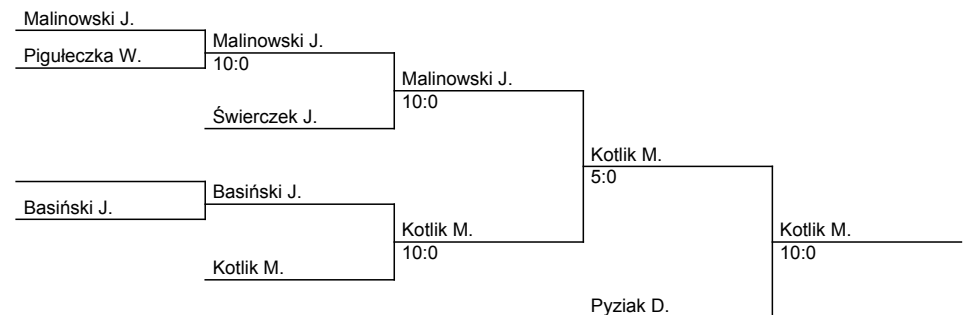 Malinowski J.
Pigułeczka W.
Malinowski J.
10:0
Świerczek J.
Malinowski J.
10:0
Basiński J.
Basiński J.
Kotlik M.
Kotlik M.
10:0
Kotlik M.
5:0
Pyziak D.
Kotlik M.
10:0